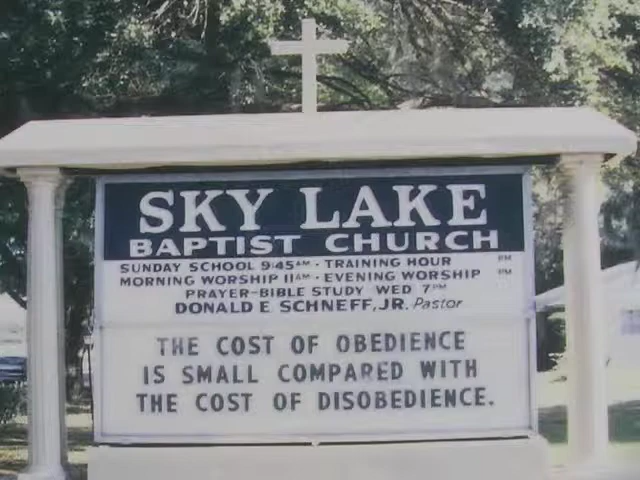 SKY LAKE
BAPTIST CHURCH
SUNDAY SCHOOL 9:45AM - TRAINING HOUR PM
MORNING WORSHIP 11AM - EVENING WORSHIP PM
PRAYER-BIBLE STUDY WED 7PM
DONALD E SCHNEFF, JR. Pastor
THE COST OF OBEDIENCE
IS SMALL COMPARED WITH
THE COST OF DISOBEDIENCE.